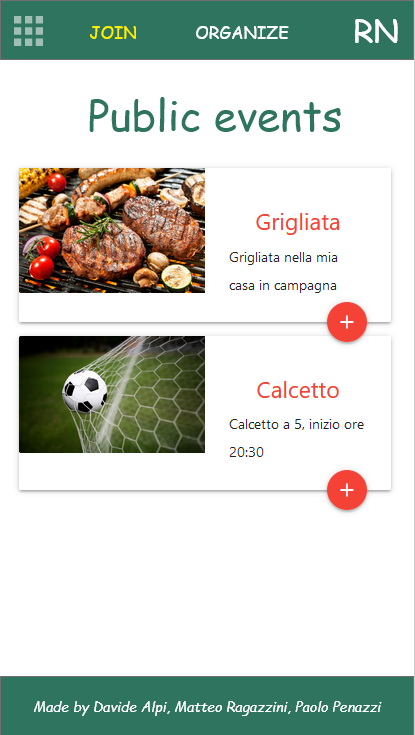 JOIN ORGANIZE RN
Public events
Grigliata
Grigliata nella mia
casa in campagna
+
Calcetto
Calcetto a 5, inizio ore
20:30
+
Made by Davide Alpi, Matteo Ragazzini, Paolo Penazzi